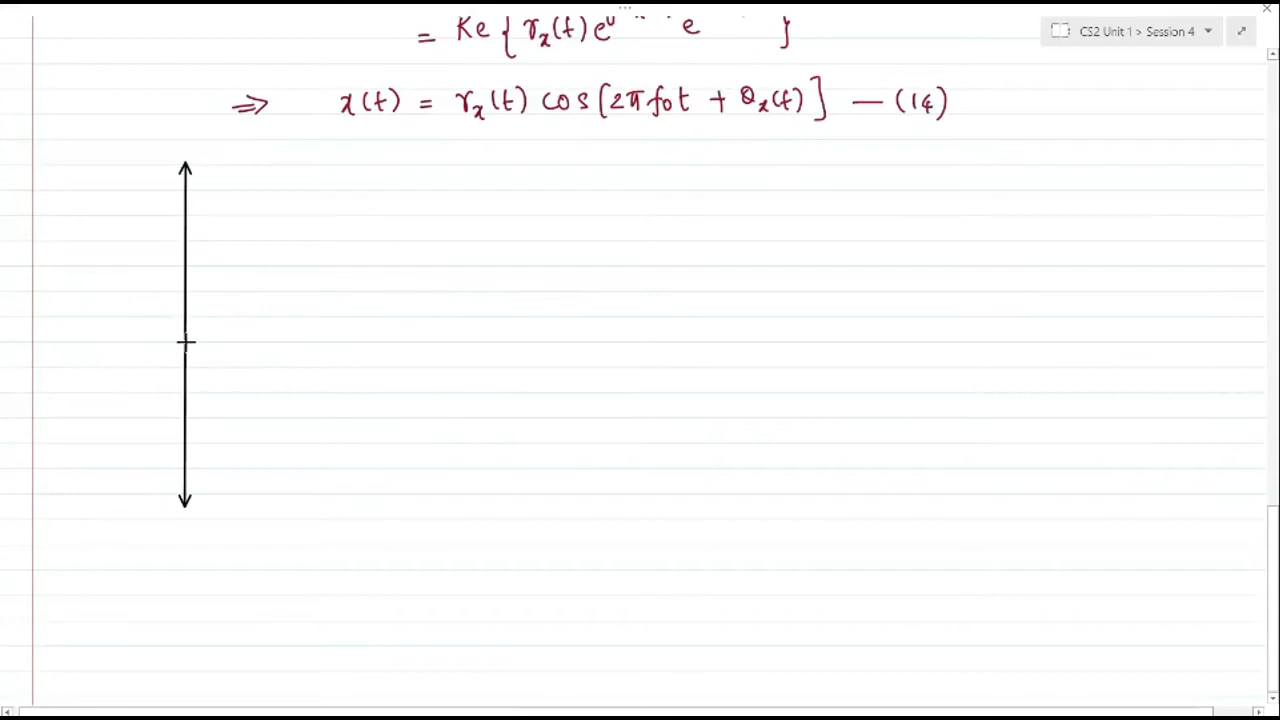 CS2 Unit 1 > Session 4
= Re{ r_x(t) e e }
⇒ x(t) = r_x(t) cos[2πf₀t + θ_x(t)] — (14)